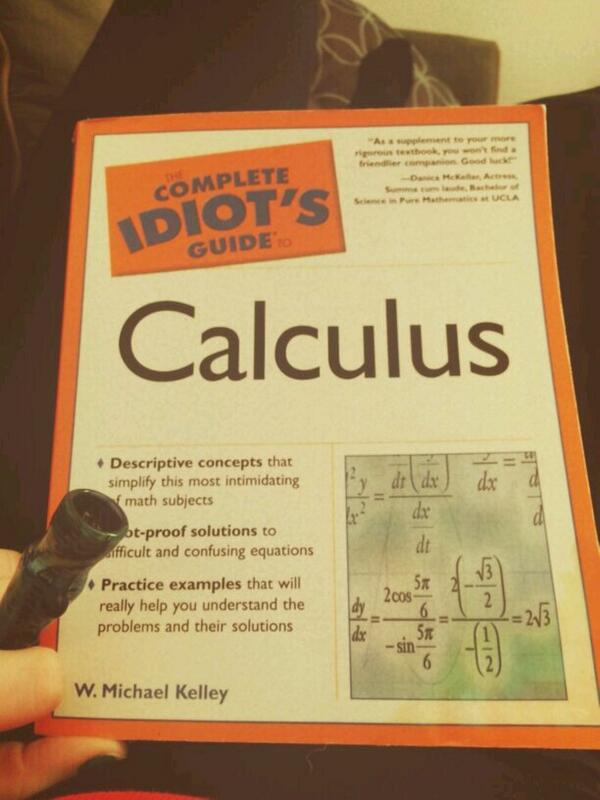 THE
COMPLETE
IDIOT'S
GUIDE® TO
"As a supplement to your more
rigorous textbook, you won't find a
friendlier companion. Good luck!"
—Danica McKellar, Actress,
Summa cum laude, Bachelor of
Science in Pure Mathematics at UCLA
Calculus
♦ Descriptive concepts that
simplify this most intimidating
of math subjects
ot-proof solutions to
difficult and confusing equations
♦ Practice examples that will
really help you understand the
problems and their solutions
W. Michael Kelley
dy/dx = 2cos 5π/6 / -sin 5π/6 = 2(-√3/2) / -(1/2) = 2√3